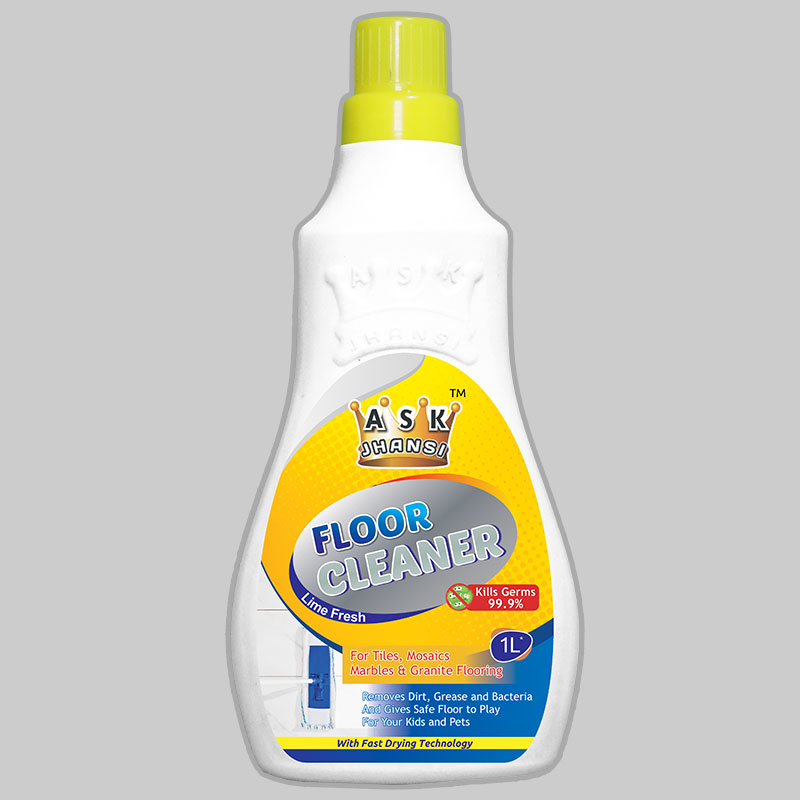 A S K
JHANSI
TM
A S K
JHANSI
FLOOR
CLEANER
Lime Fresh
Kills Germs
99.9%
1L*
For Tiles, Mosaics
Marbles & Granite Flooring
Removes Dirt, Grease and Bacteria
And Gives Safe Floor to Play
For Your Kids and Pets
With Fast Drying Technology